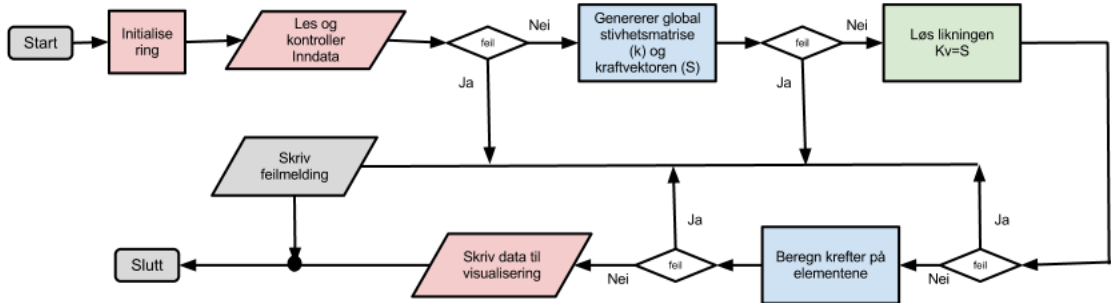 Start
Initialise
ring
Les og
kontroller
Inndata
feil
Nei
Ja
Genererer global
stivhetsmatrise
(k) og
kraftvektoren (S)
feil
Nei
Ja
Løs likningen
Kv=S
Skriv
feilmelding
Ja
Ja
Slutt
Skriv data til
visualisering
Nei
feil
Beregn krefter på
elementene
Nei
feil